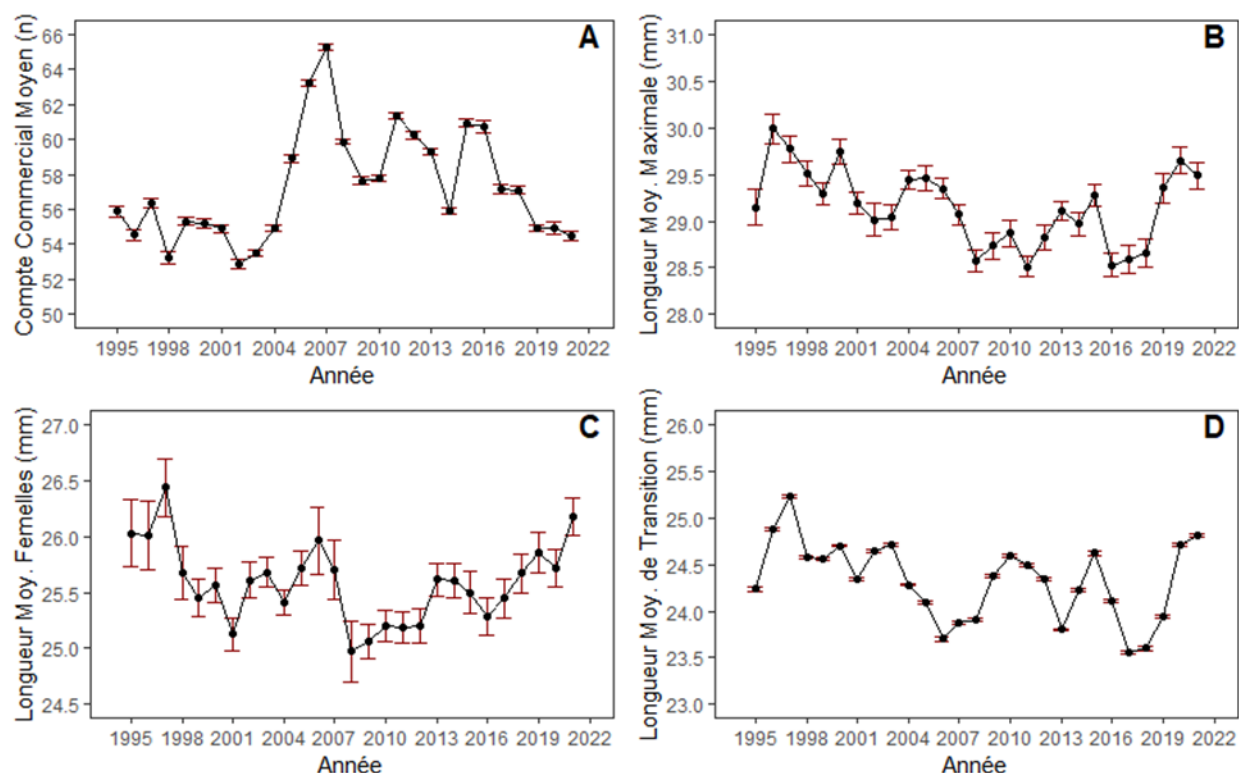 Compte Commercial Moyen (n)
A
66
64
62
60
58
56
54
52
50
1995 1998 2001 2004 2007 2010 2013 2016 2019 2022
Année
Longueur Moy. Maximale (mm)
B
31.0
30.5
30.0
29.5
29.0
28.5
28.0
1995 1998 2001 2004 2007 2010 2013 2016 2019 2022
Année
Longueur Moy. Femelles (mm)
C
27.0
26.5
26.0
25.5
25.0
24.5
1995 1998 2001 2004 2007 2010 2013 2016 2019 2022
Année
Longueur Moy. de Transition (mm)
D
26.0
25.5
25.0
24.5
24.0
23.5
23.0
1995 1998 2001 2004 2007 2010 2013 2016 2019 2022
Année